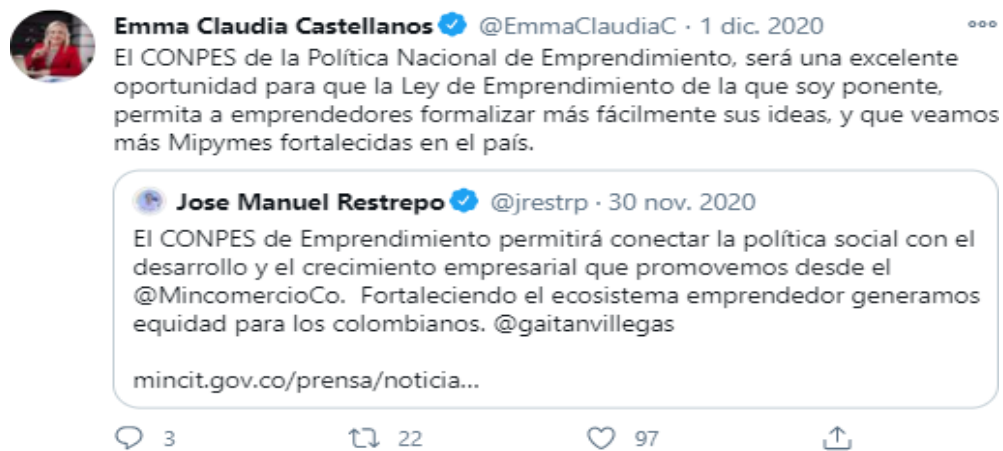 Emma Claudia Castellanos @EmmaClaudiaC · 1 dic. 2020
El CONPES de la Política Nacional de Emprendimiento, será una excelente
oportunidad para que la Ley de Emprendimiento de la que soy ponente,
permita a emprendedores formalizar más fácilmente sus ideas, y que veamos
más Mipymes fortalecidas en el país.
Jose Manuel Restrepo @jrestrp · 30 nov. 2020
El CONPES de Emprendimiento permitirá conectar la política social con el
desarrollo y el crecimiento empresarial que promovemos desde el
@MincomercioCo. Fortaleciendo el ecosistema emprendedor generamos
equidad para los colombianos. @gaitanvillegas
mincit.gov.co/prensa/noticia...
3 22 97